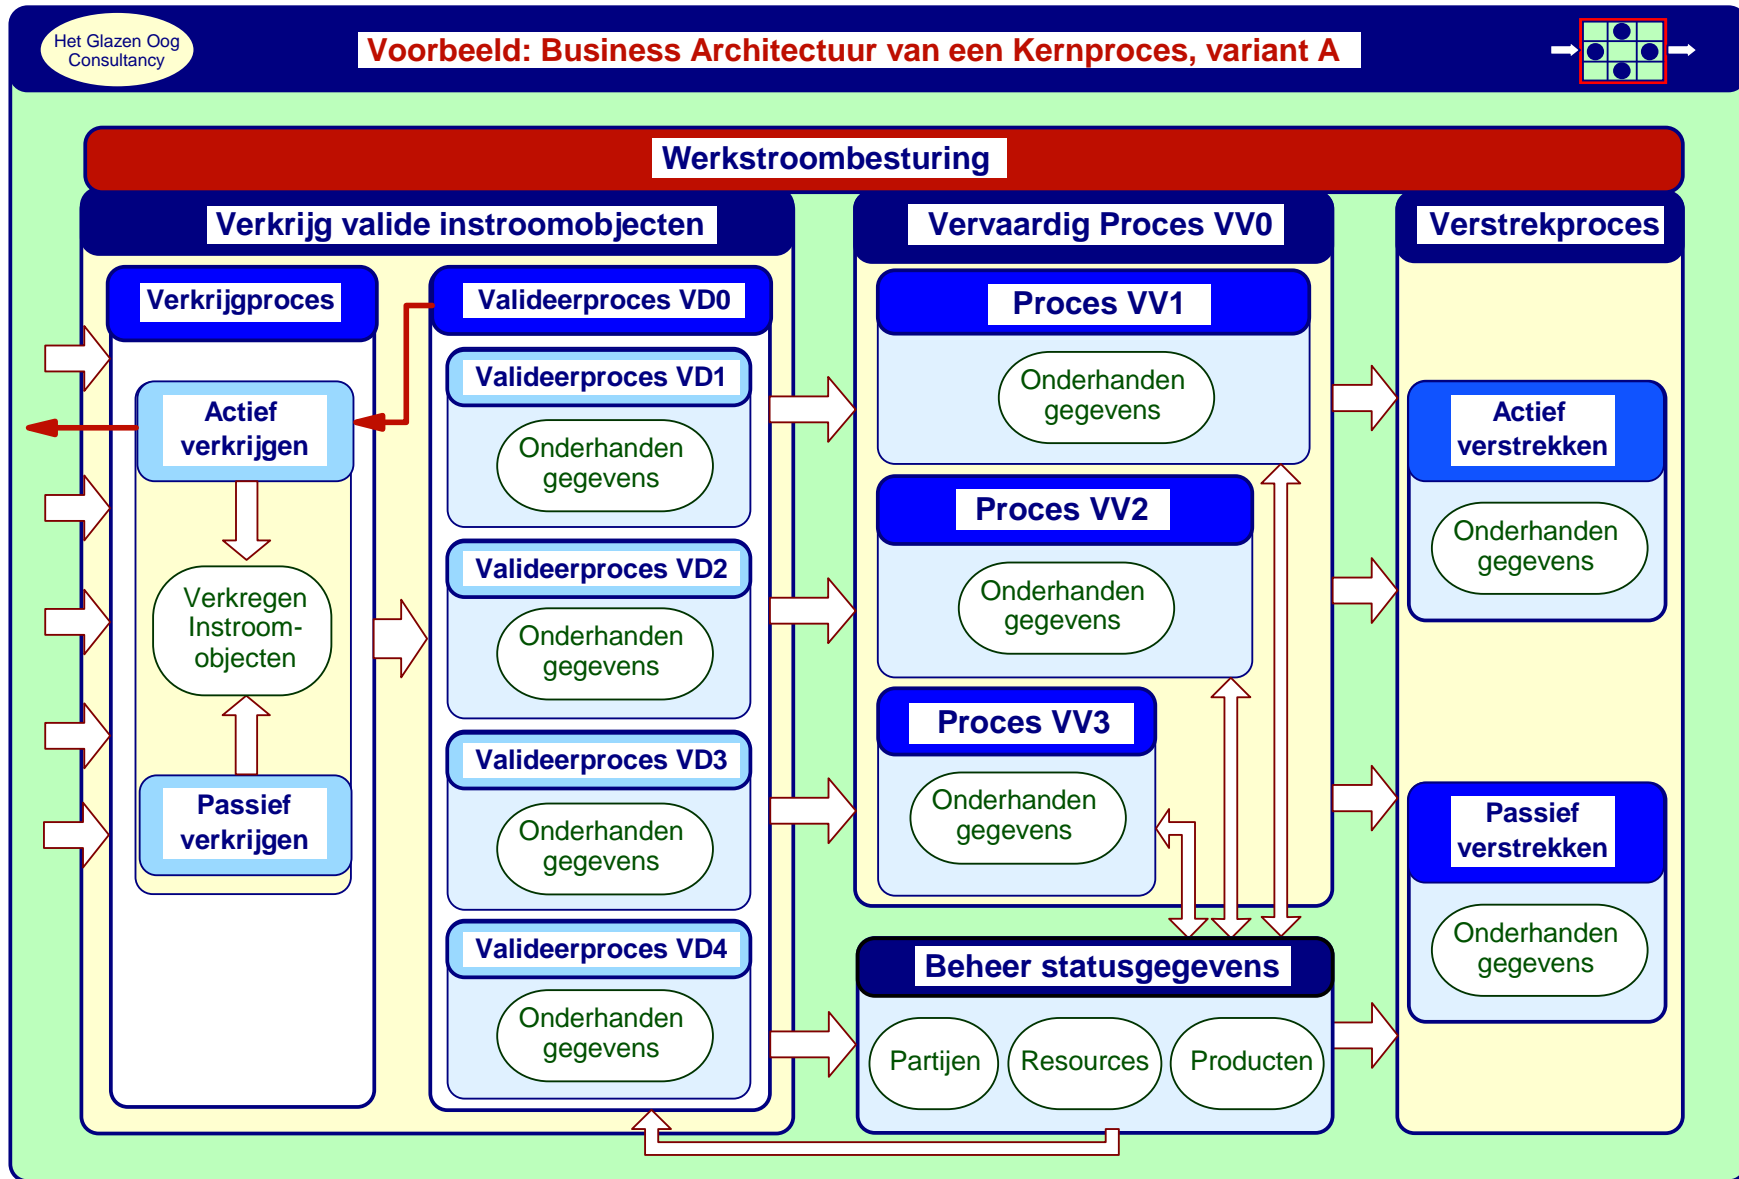 Het Glazen Oog
Consultancy
Voorbeeld: Business Architectuur van een Kernproces, variant A
Werkstroombesturing
Verkrijg valide instroomobjecten
Verkrijgproces
Actief
verkrijgen
Verkregen
Instroom-
objecten
Passief
verkrijgen
Valideerproces VD0
Valideerproces VD1
Onderhanden
gegevens
Valideerproces VD2
Onderhanden
gegevens
Valideerproces VD3
Onderhanden
gegevens
Valideerproces VD4
Onderhanden
gegevens
Vervaardig Proces VV0
Proces VV1
Onderhanden
gegevens
Proces VV2
Onderhanden
gegevens
Proces VV3
Onderhanden
gegevens
Beheer statusgegevens
Partijen
Resources
Producten
Verstrekproces
Actief
verstrekken
Onderhanden
gegevens
Passief
verstrekken
Onderhanden
gegevens